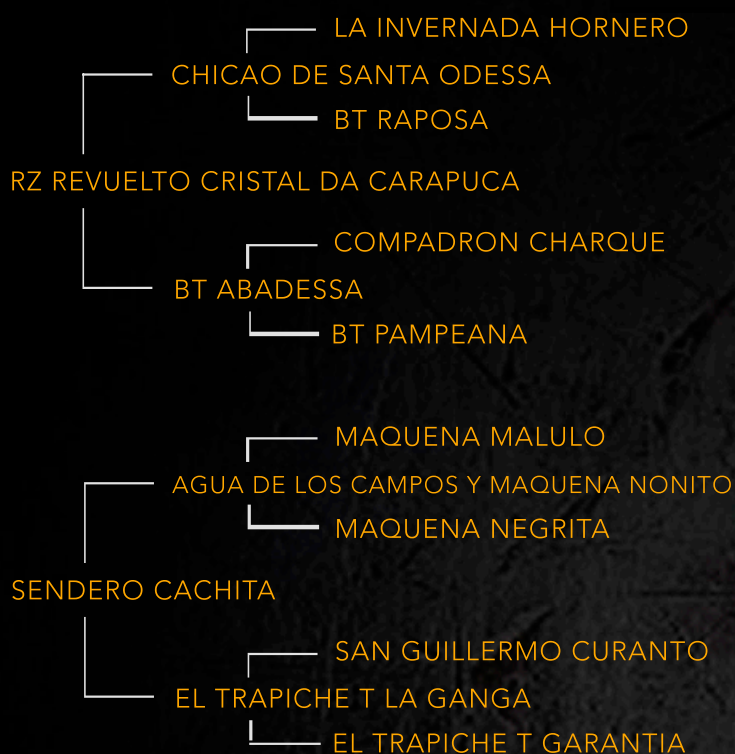 LA INVERNADA HORNERO
CHICAO DE SANTA ODESSA
BT RAPOSA
RZ REVUELTO CRISTAL DA CARAPUCA
COMPADRON CHARQUE
BT ABADESSA
BT PAMPEANA
MAQUENA MALULO
AGUA DE LOS CAMPOS Y MAQUENA NONITO
MAQUENA NEGRITA
SENDERO CACHITA
SAN GUILLERMO CURANTO
EL TRAPICHE T LA GANGA
EL TRAPICHE T GARANTIA